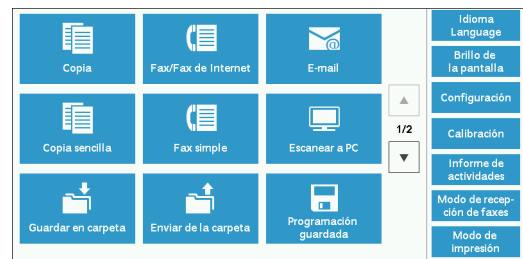 Copia
Fax/Fax de Internet
E-mail
Copia sencilla
Fax simple
Escanear a PC
Guardar en carpeta
Enviar de la carpeta
Programación
guardada
1/2
Idioma
Language
Brillo de
la pantalla
Configuración
Calibración
Informe de
actividades
Modo de recep-
ción de faxes
Modo de
impresión